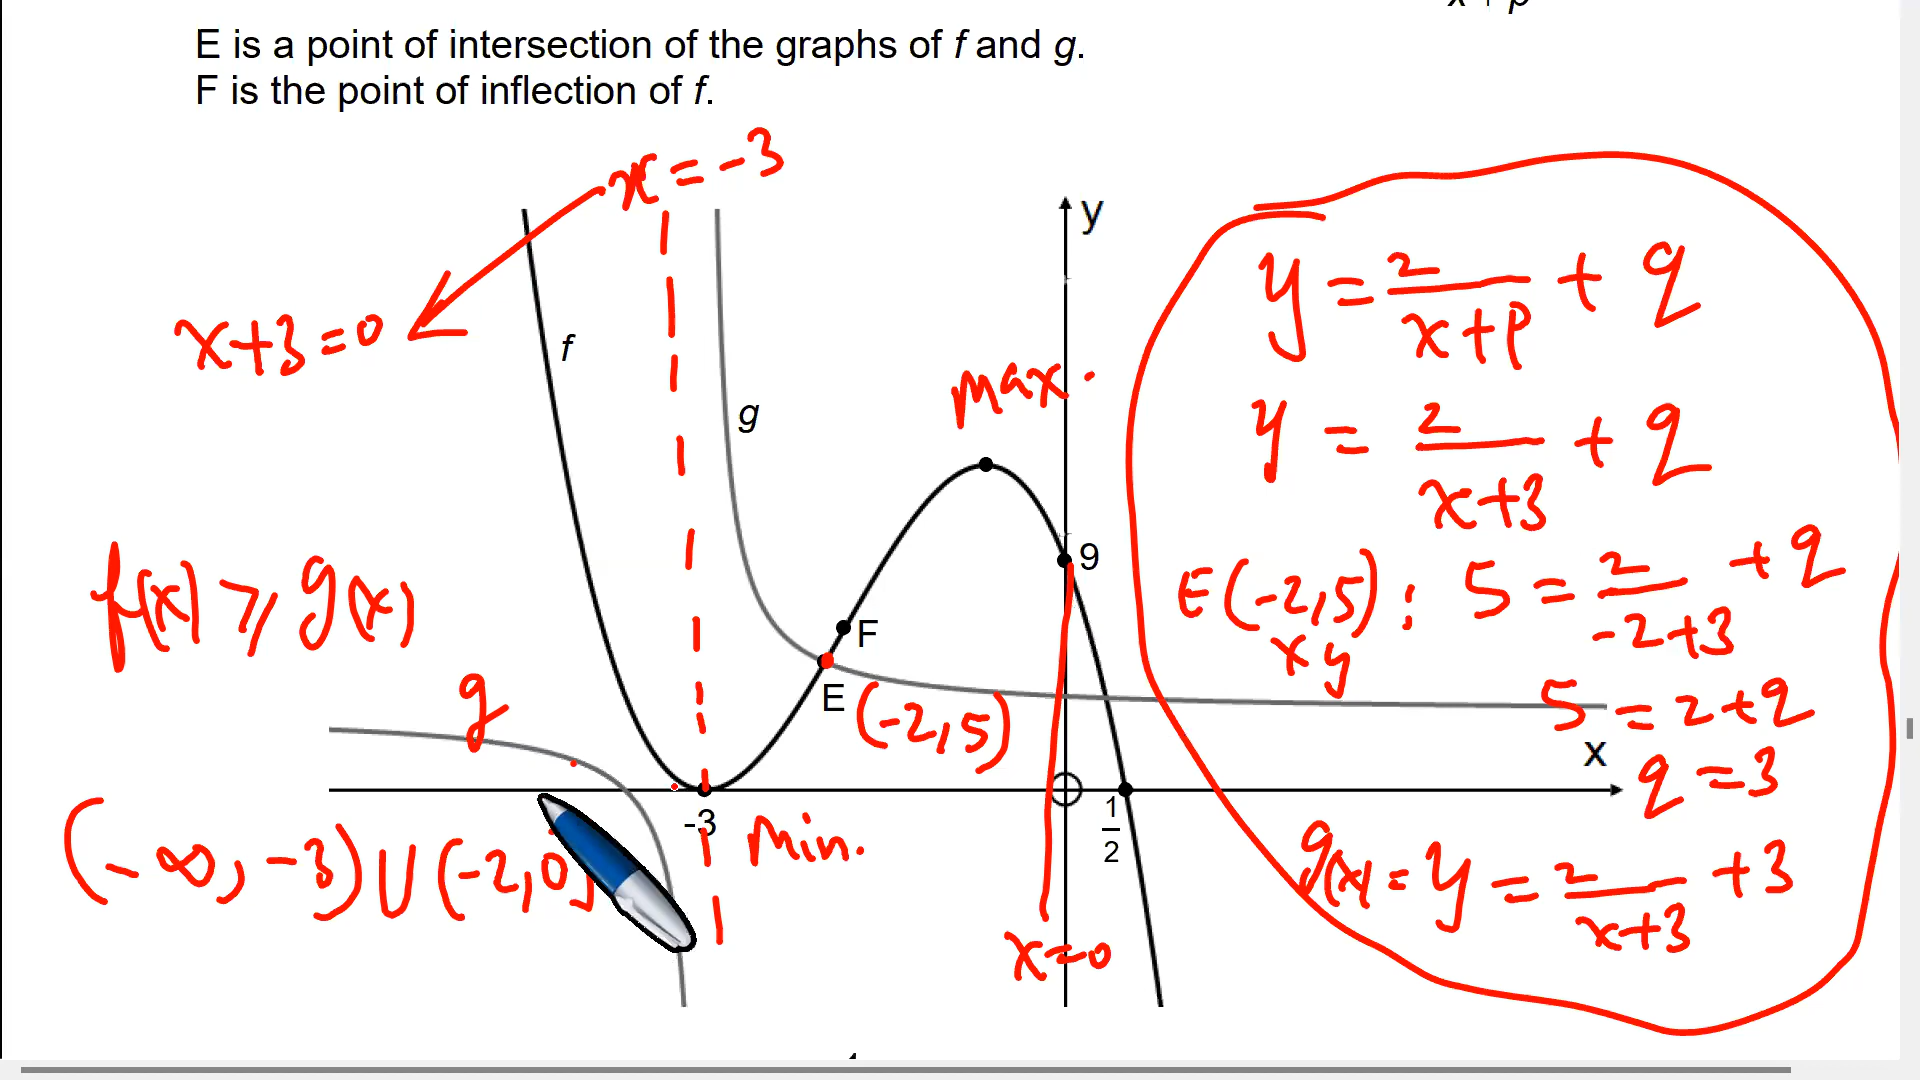 x + p
E is a point of intersection of the graphs of f and g.
F is the point of inflection of f.
x = -3
y
y = 2/(x+p) + q
x+3=0
f
max.
g
y = 2/(x+3) + q
9
E(-2,5) : 5 = 2/(-2+3) + q
x y
f(x) ≥ g(x)
F
g
E (-2,5)
5 = 2+q
x
q = 3
-3
1/2
min.
(-∞, -3) ∪ (-2,0)
g(x) = y = 2/(x+3) + 3
x=0